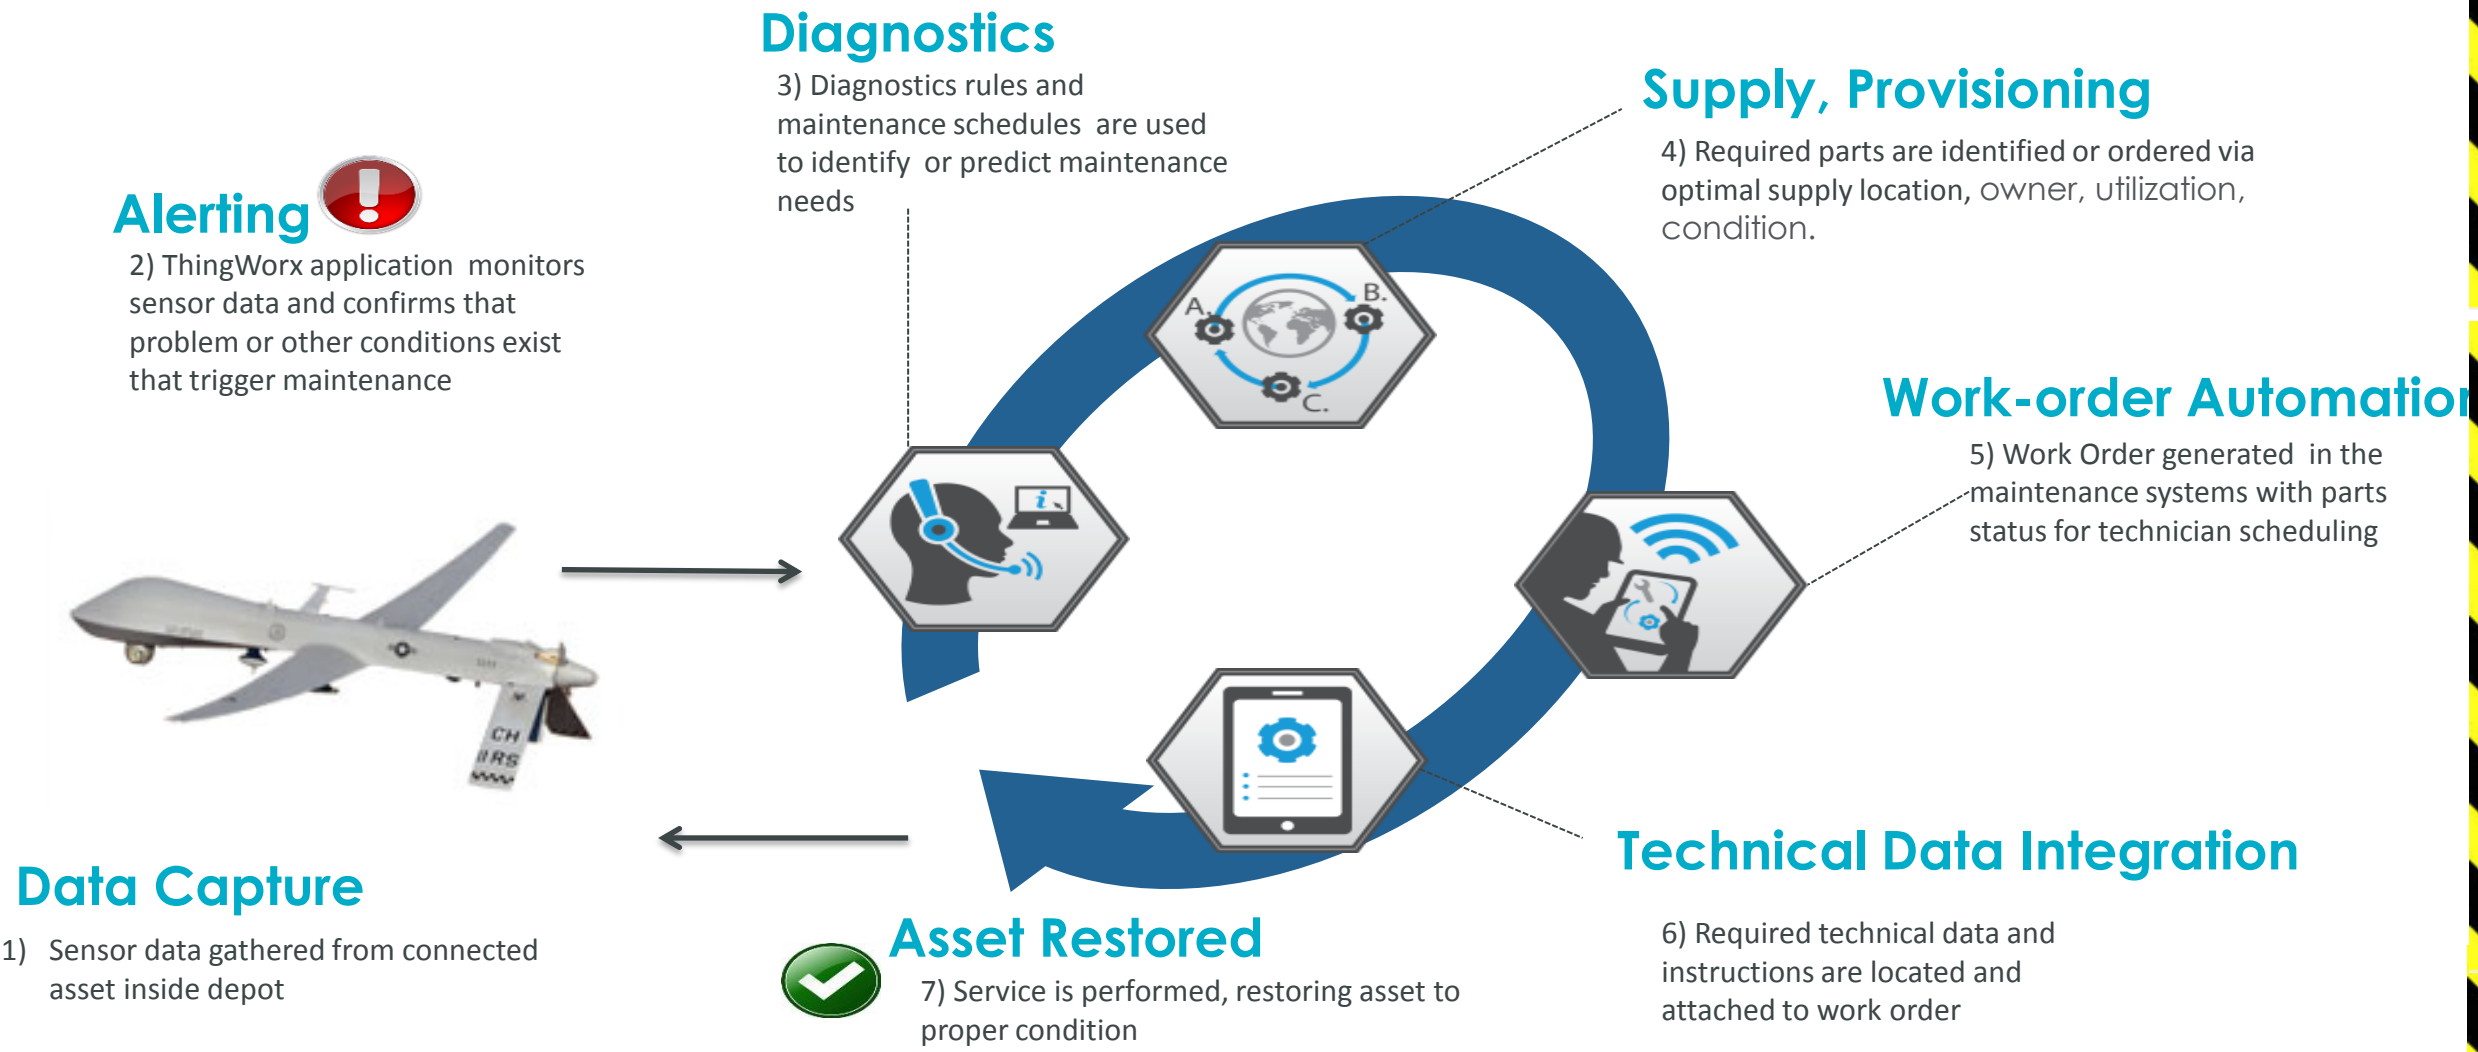 Diagnostics
3) Diagnostics rules and
maintenance schedules are used
to identify or predict maintenance
needs
Supply, Provisioning
4) Required parts are identified or ordered via
optimal supply location, owner, utilization,
condition.
Alerting
2) ThingWorx application monitors
sensor data and confirms that
problem or other conditions exist
that trigger maintenance
A.
B.
C.
Work-order Automation
5) Work Order generated in the
maintenance systems with parts
status for technician scheduling
i
CH
RS
Technical Data Integration
6) Required technical data and
instructions are located and
attached to work order
Data Capture
1) Sensor data gathered from connected
asset inside depot
Asset Restored
7) Service is performed, restoring asset to
proper condition